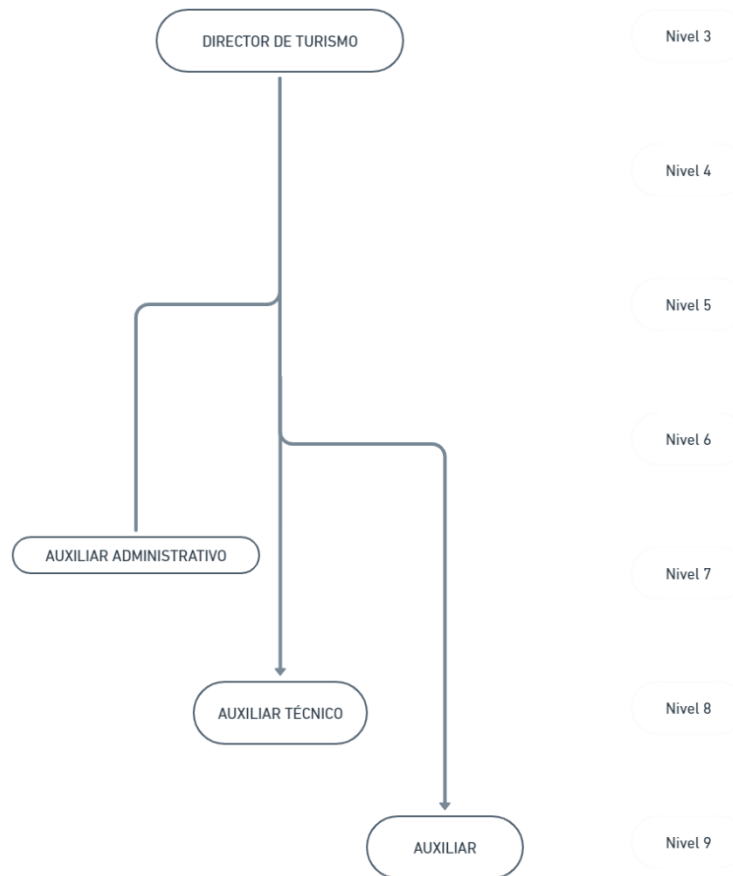 DIRECTOR DE TURISMO
Nivel 3
Nivel 4
Nivel 5
Nivel 6
AUXILIAR ADMINISTRATIVO
Nivel 7
AUXILIAR TÉCNICO
Nivel 8
AUXILIAR
Nivel 9